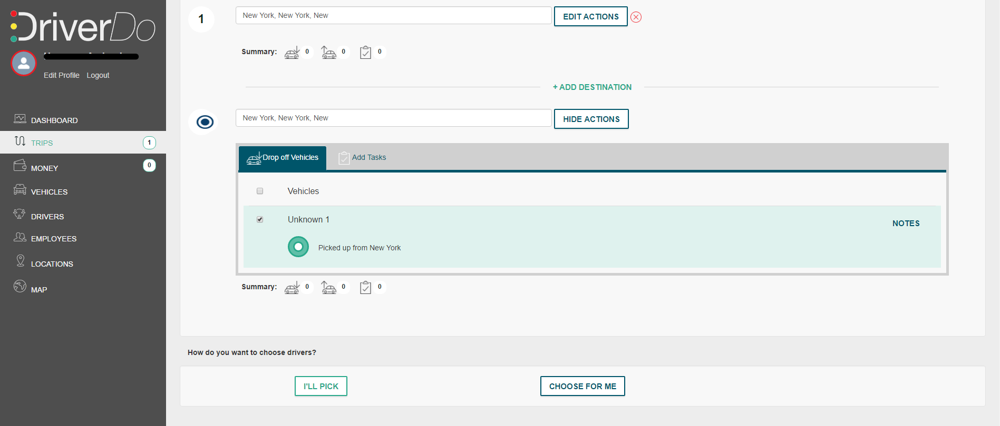 DriverDo
Edit Profile Logout
DASHBOARD
TRIPS 1
MONEY 0
VEHICLES
DRIVERS
EMPLOYEES
LOCATIONS
MAP
1 New York, New York, New EDIT ACTIONS
Summary: 0 0 0
+ ADD DESTINATION
New York, New York, New HIDE ACTIONS
Drop off Vehicles Add Tasks
Vehicles
Unknown 1 NOTES
Picked up from New York
Summary: 0 0 0
How do you want to choose drivers?
I'LL PICK CHOOSE FOR ME